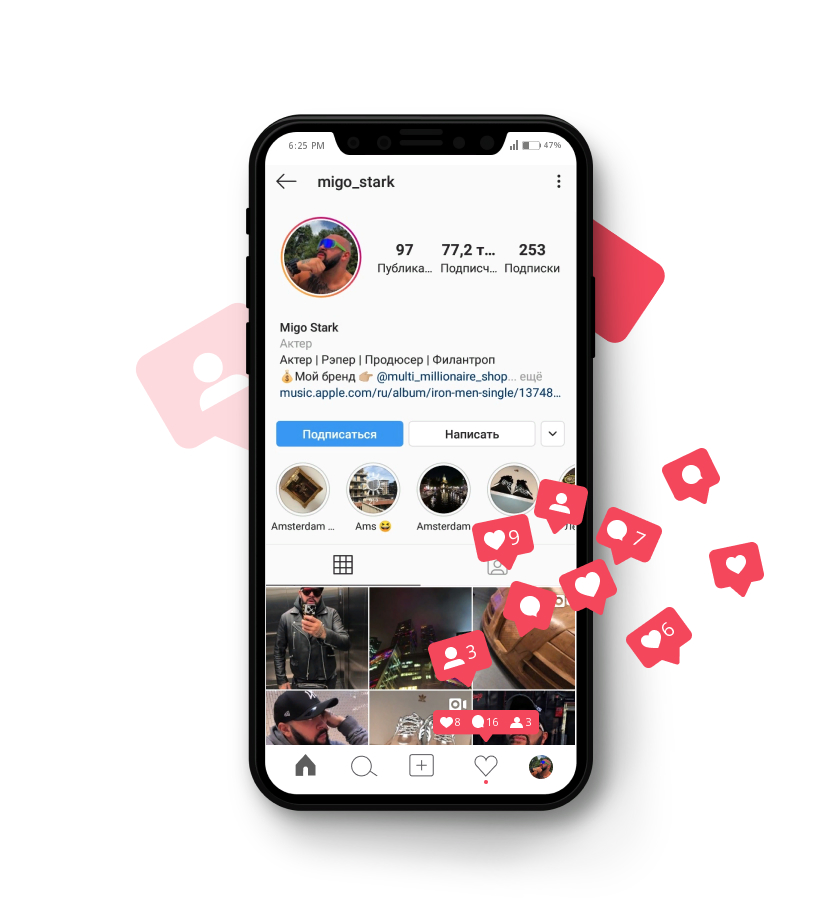 6:25 PM 47%
migo_stark
97 77,2 т... 253
Публика... Подписч... Подписки
Migo Stark
Актер
Актер | Рэпер | Продюсер | Филантроп
💰Мой бренд 👉🏼 @multi_millionaire_shop... ещё
music.apple.com/ru/album/iron-men-single/13748...
Подписаться Написать
Amsterdam ... Ams 😄 Amsterdam
9
7
6
3
8 16 3